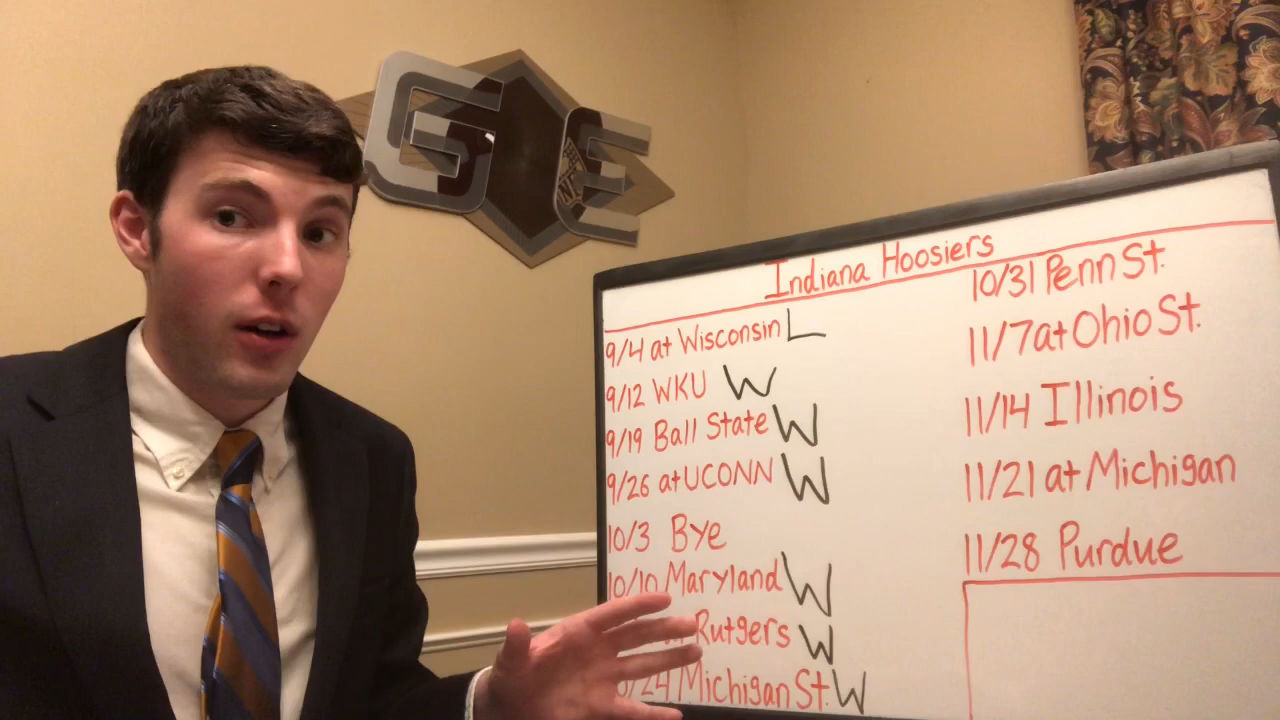 GE
Indiana Hoosiers
9/4 at Wisconsin L
9/12 WKU W
9/19 Ball State W
9/26 at UCONN W
10/3 Bye
10/10 Maryland W
Rutgers W
/24 Michigan St. W
10/31 Penn St.
11/7 at Ohio St.
11/14 Illinois
11/21 at Michigan
11/28 Purdue